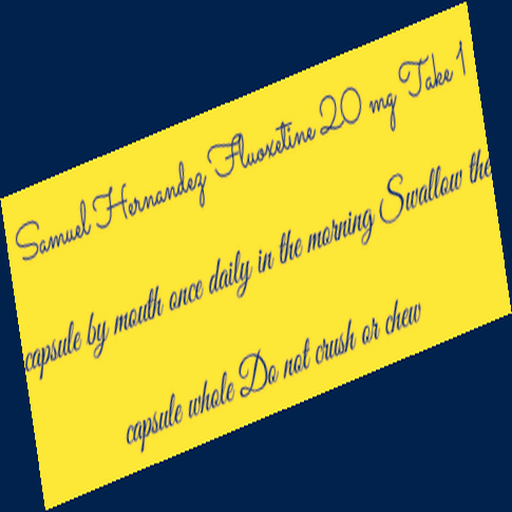 Samuel Hernandez Fluoxetine 20 mg Take 1
capsule by mouth once daily in the morning Swallow the
capsule whole Do not crush or chew